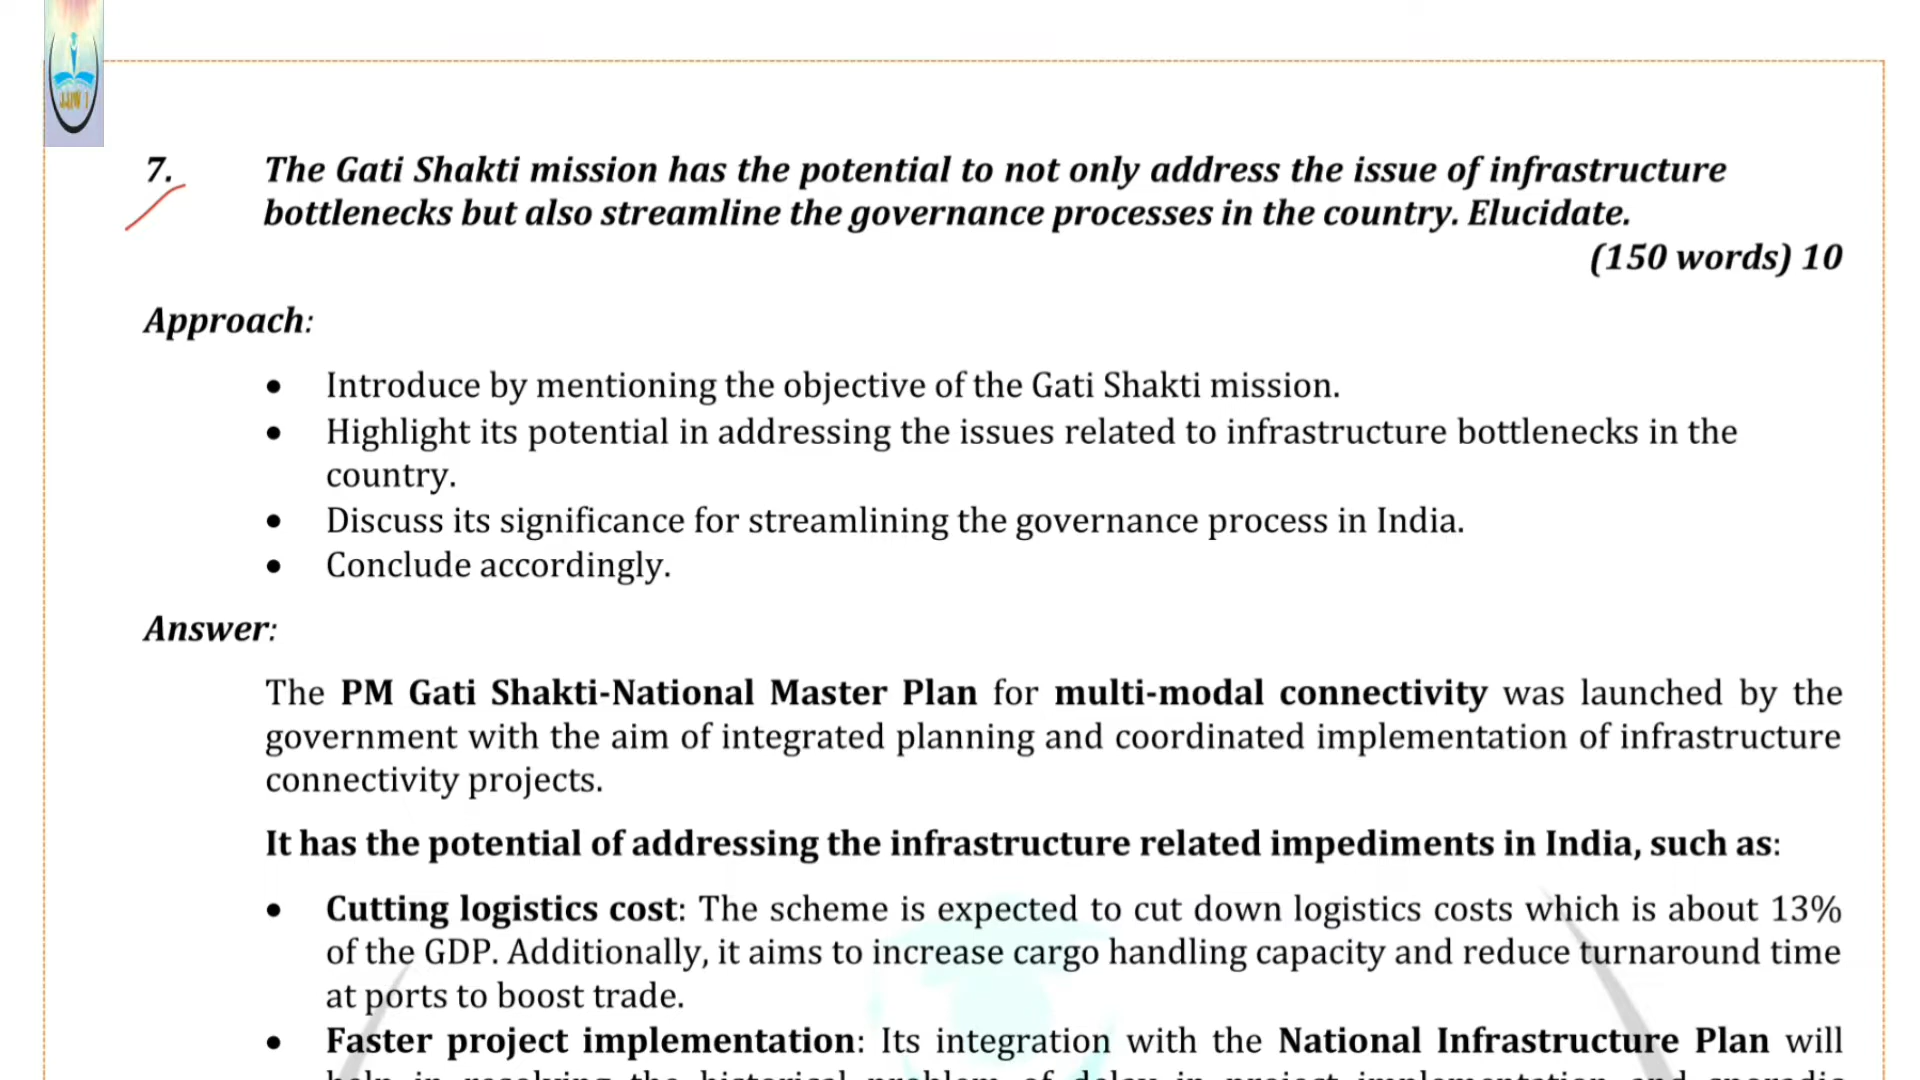 7. The Gati Shakti mission has the potential to not only address the issue of infrastructure
bottlenecks but also streamline the governance processes in the country. Elucidate.
(150 words) 10
Approach:
• Introduce by mentioning the objective of the Gati Shakti mission.
• Highlight its potential in addressing the issues related to infrastructure bottlenecks in the
country.
• Discuss its significance for streamlining the governance process in India.
• Conclude accordingly.
Answer:
The PM Gati Shakti-National Master Plan for multi-modal connectivity was launched by the
government with the aim of integrated planning and coordinated implementation of infrastructure
connectivity projects.
It has the potential of addressing the infrastructure related impediments in India, such as:
• Cutting logistics cost: The scheme is expected to cut down logistics costs which is about 13%
of the GDP. Additionally, it aims to increase cargo handling capacity and reduce turnaround time
at ports to boost trade.
• Faster project implementation: Its integration with the National Infrastructure Plan will